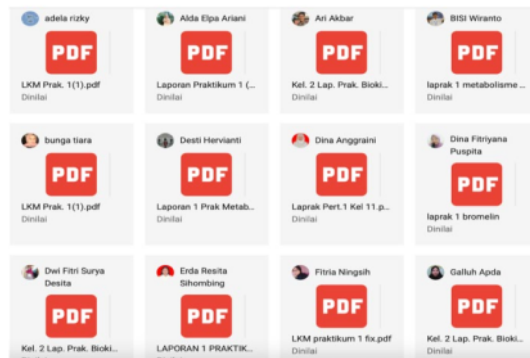 adela rizky
PDF
LKM Prak. 1(1).pdf
Dinilai
Alda Elpa Ariani
PDF
Laporan Praktikum 1 (...
Dinilai
Ari Akbar
PDF
Kel. 2 Lap. Prak. Bioki...
Dinilai
BISI Wiranto
PDF
laprak 1 metabolisme ...
Dinilai
bunga tiara
PDF
LKM Prak. 1(1).pdf
Dinilai
Desti Hervianti
PDF
Laporan 1 Prak Metab...
Dinilai
Dina Anggraini
PDF
Laprak Pert.1 Kel 11.p...
Dinilai
Dina Fitriyana
Puspita
PDF
laprak 1 bromelin
Dinilai
Dwi Fitri Surya
Desita
PDF
Kel. 2 Lap. Prak. Bioki...
Dinilai
Erda Resita
Sihombing
PDF
LAPORAN 1 PRAKTIK...
Dinilai
Fitria Ningsih
PDF
LKM praktikum 1 fix.pdf
Dinilai
Galluh Apda
PDF
Kel. 2 Lap. Prak. Bioki...
Dinilai